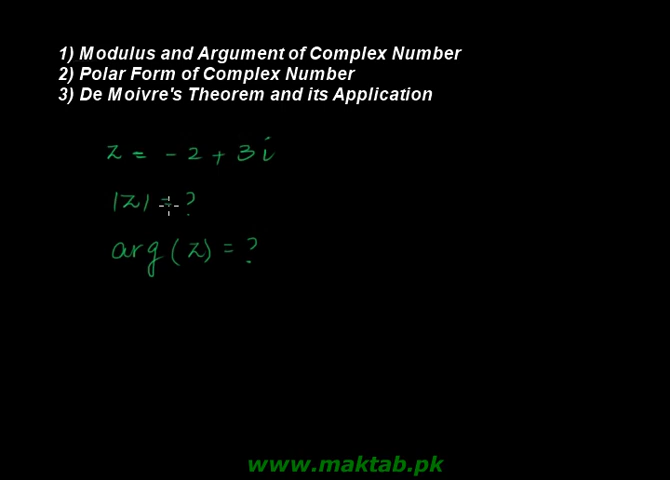 1) Modulus and Argument of Complex Number
2) Polar Form of Complex Number
3) De Moivre's Theorem and its Application
z = - 2 + 3 i
|z| = ?
arg ( z ) = ?
www.maktab.pk